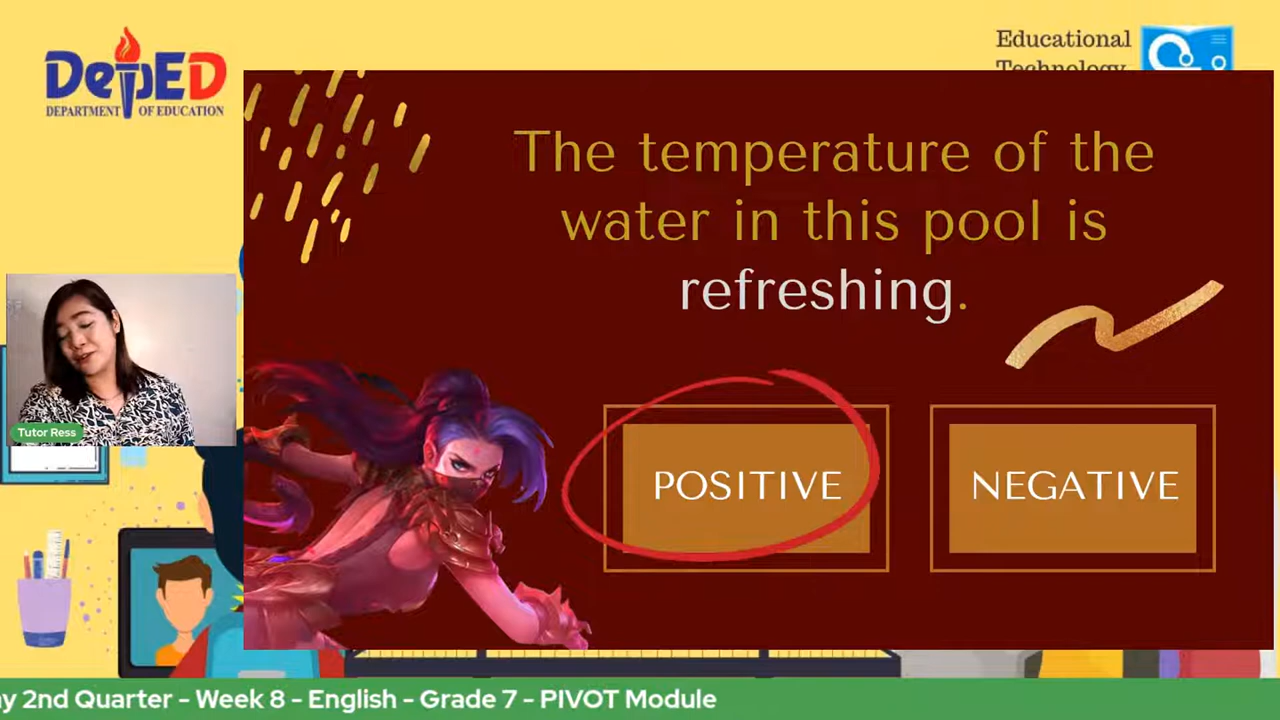 DepED
DEPARTMENT OF EDUCATION
Educational
Technology
The temperature of the
water in this pool is
refreshing.
POSITIVE
NEGATIVE
Tutor Ress
2nd Quarter - Week 8 - English - Grade 7 - PIVOT Module